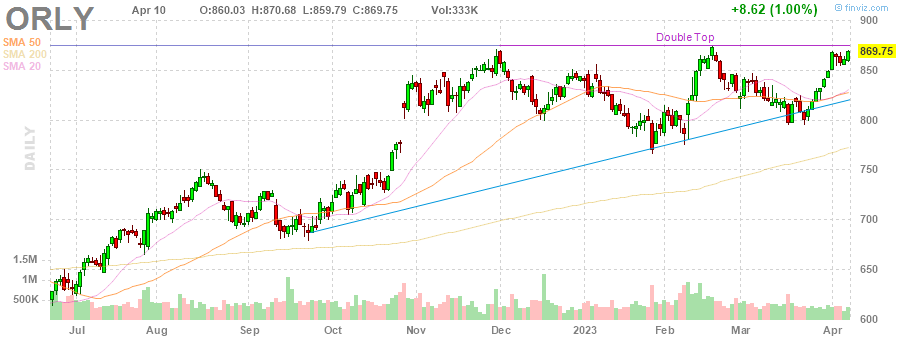 ORLY Apr 10 O:860.03 H:870.68 L:859.79 C:869.75 Vol:333K +8.62 (1.00%) © finviz.com
SMA 50
SMA 200
SMA 20
Double Top
DAILY
900
869.75
850
800
750
700
650
600
1.5M
1M
500K
Jul Aug Sep Oct Nov Dec 2023 Feb Mar Apr